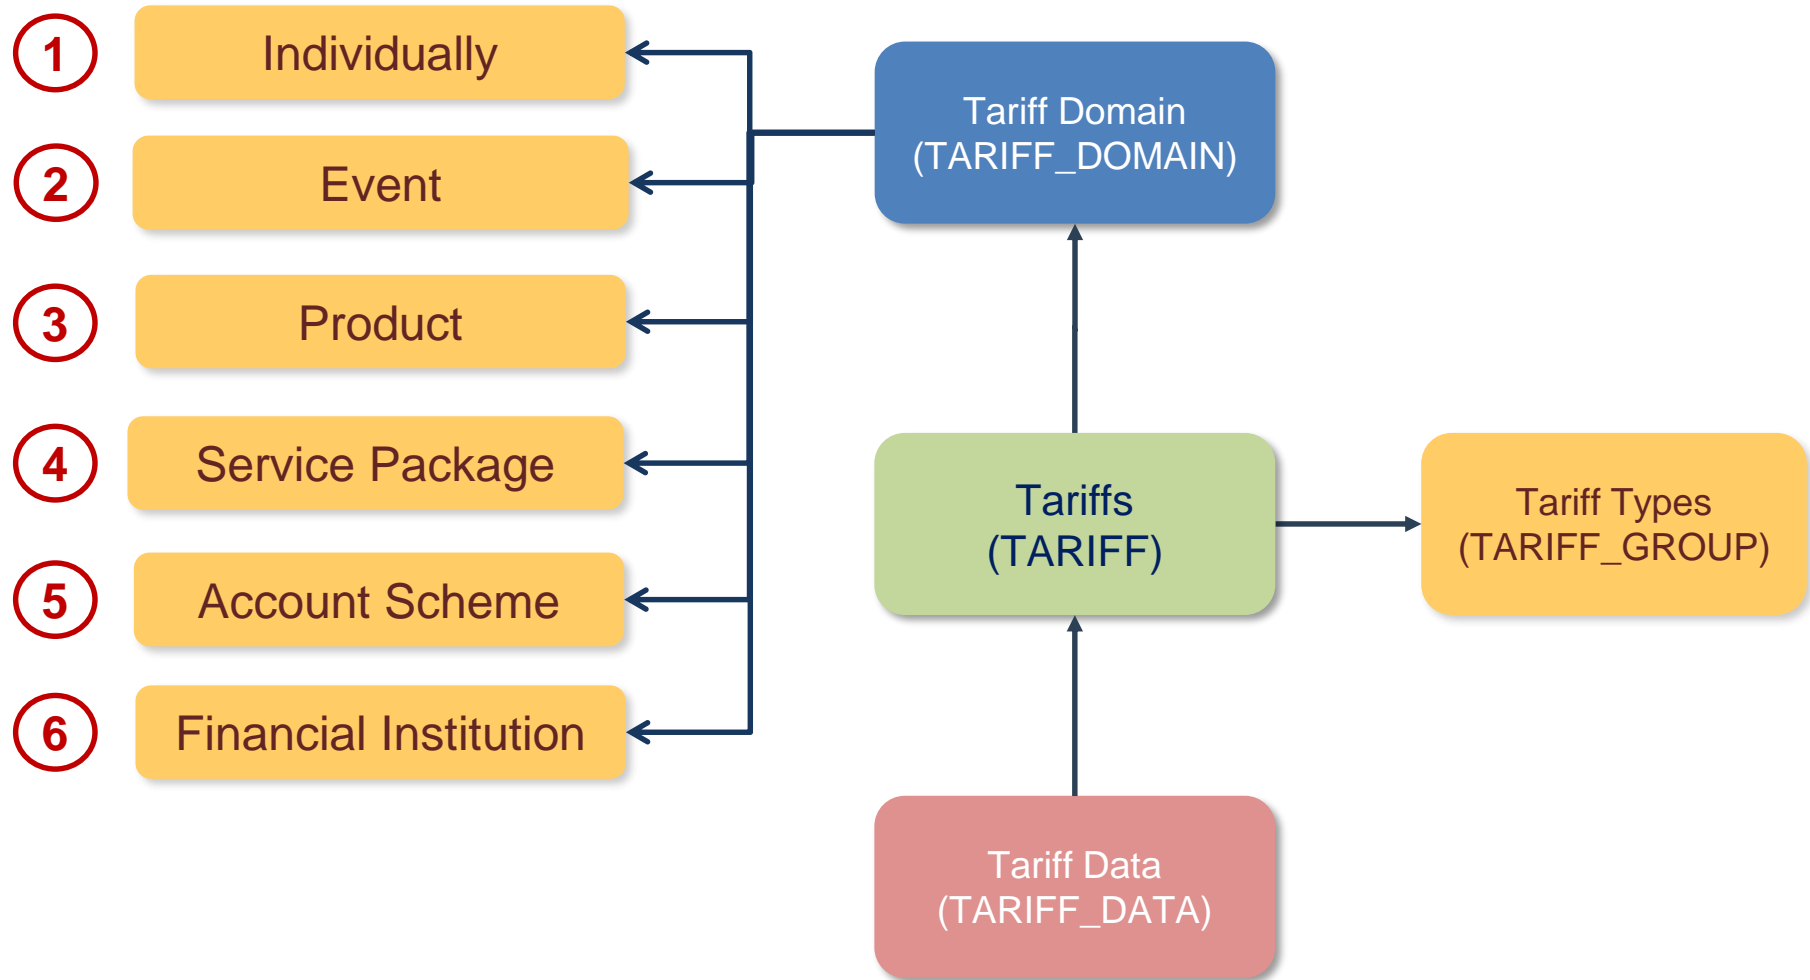 1
Individually
2
Event
3
Product
4
Service Package
5
Account Scheme
6
Financial Institution
Tariff Domain
(TARIFF_DOMAIN)
Tariffs
(TARIFF)
Tariff Types
(TARIFF_GROUP)
Tariff Data
(TARIFF_DATA)